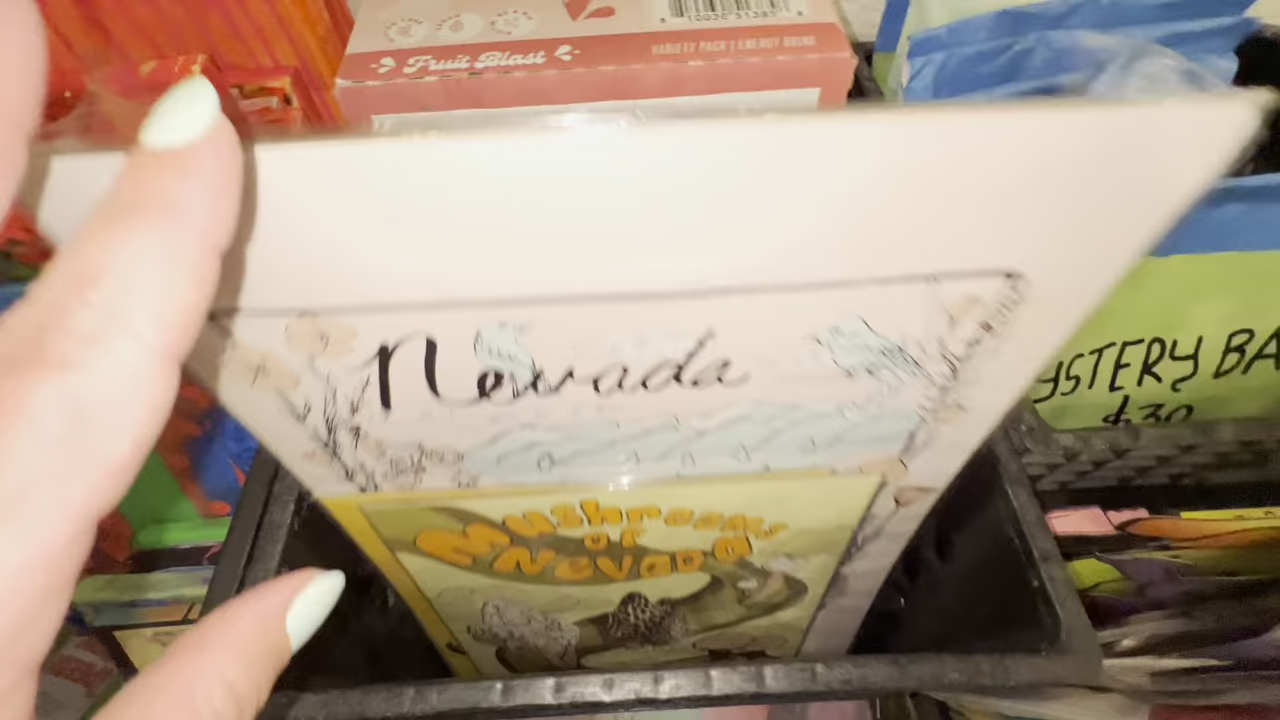 Fruit Blast
VARIETY PACK | ENERGY DRINK
Nevada
YSTERY BA
$30
Mushrooms
of
Nevada